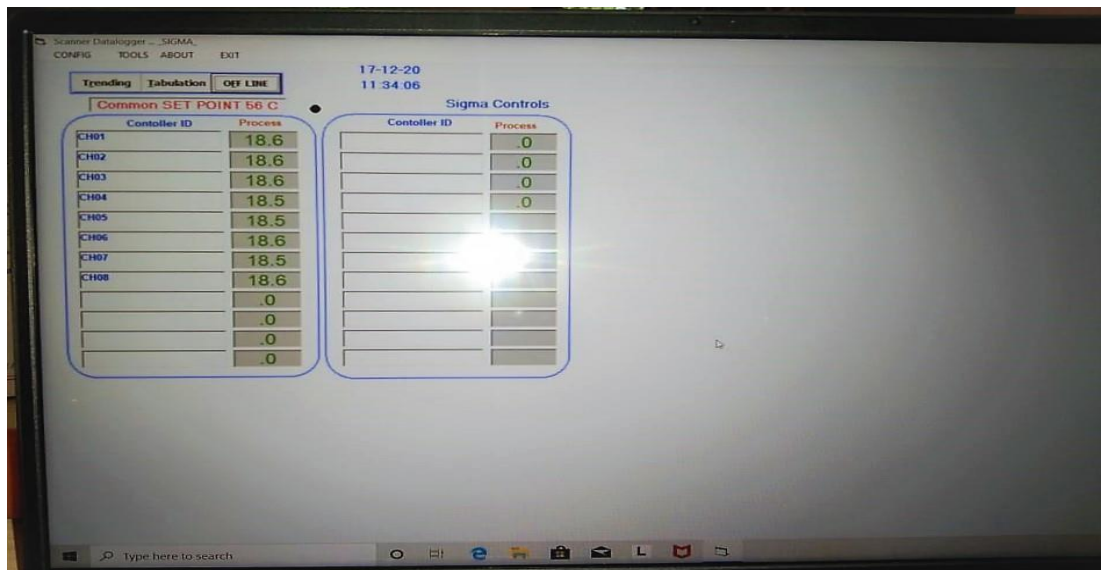 Scanner Datalogger ... _SIGMA_
CONFIG TOOLS ABOUT EXIT
Trending Tabulation OFF LINE
17-12-20
11:34:06
Common SET POINT 56 C
Sigma Controls
Contoller ID Process Contoller ID Process
CH01 18.6 .0
CH02 18.6 .0
CH03 18.6 .0
CH04 18.5 .0
CH05 18.5
CH06 18.6
CH07 18.5
CH08 18.6
.0
.0
.0
.0
Type here to search
L